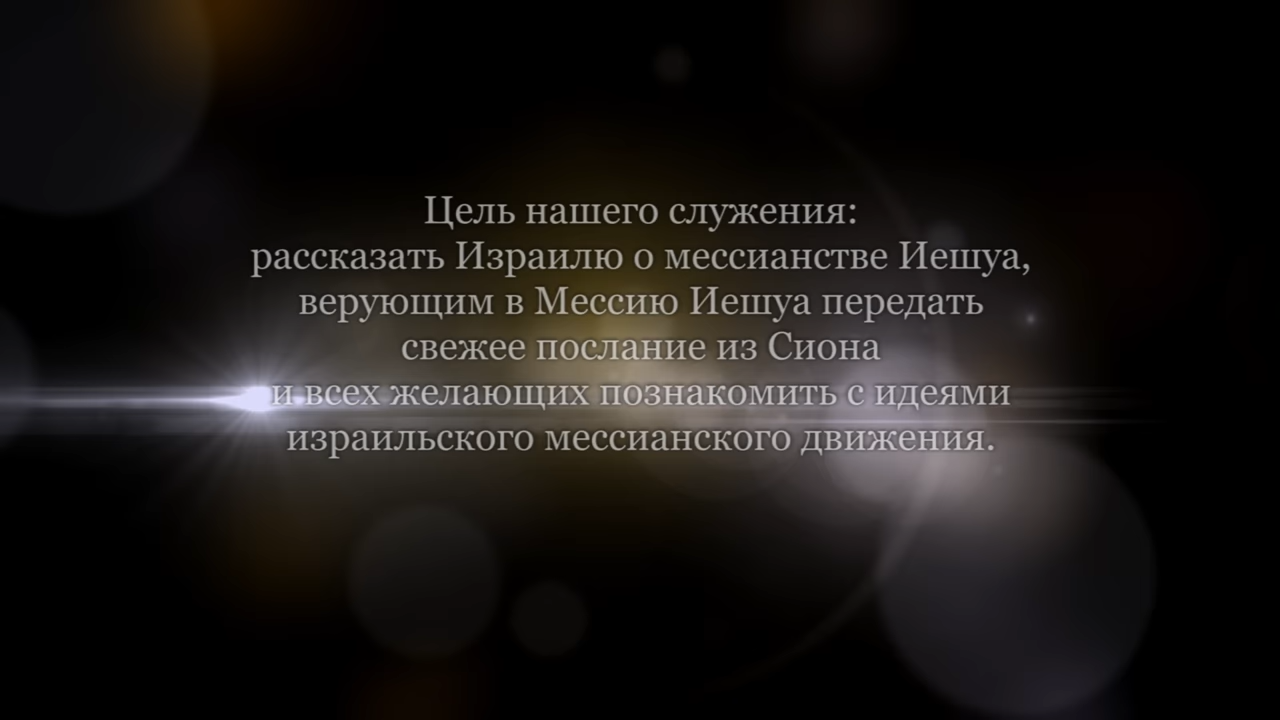 Цель нашего служения:
рассказать Израилю о мессианстве Иешуа,
верующим в Мессию Иешуа передать
свежее послание из Сиона
и всех желающих познакомить с идеями
израильского мессианского движения.